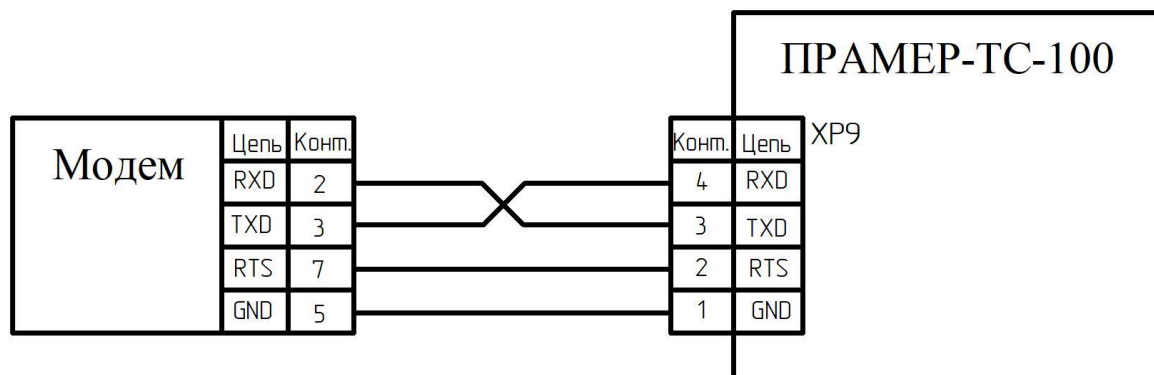 ПРАМЕР-ТС-100
Модем
Цепь Конт.
RXD 2
TXD 3
RTS 7
GND 5
Конт. Цепь XP9
4 RXD
3 TXD
2 RTS
1 GND